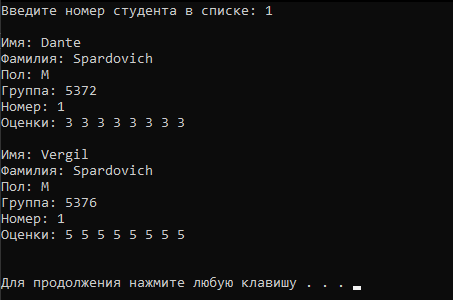 Введите номер студента в списке: 1
Имя: Dante
Фамилия: Spardovich
Пол: M
Группа: 5372
Номер: 1
Оценки: 3 3 3 3 3 3 3 3
Имя: Vergil
Фамилия: Spardovich
Пол: M
Группа: 5376
Номер: 1
Оценки: 5 5 5 5 5 5 5 5
Для продолжения нажмите любую клавишу . . .